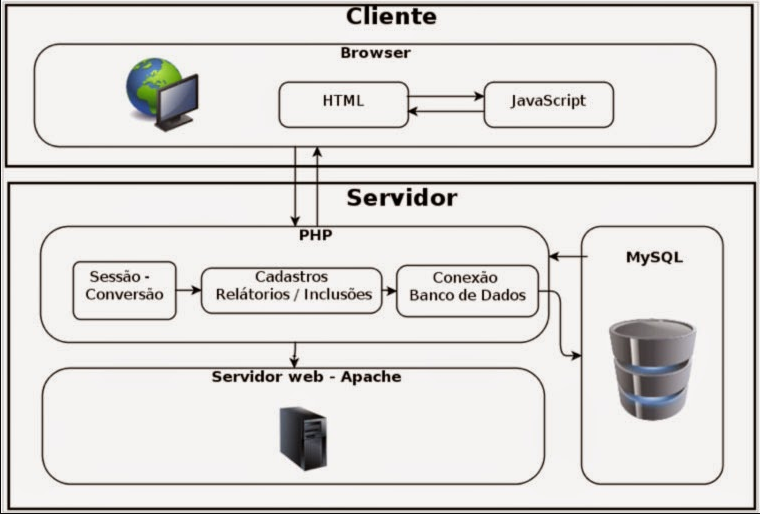 Cliente
Browser
HTML
JavaScript
Servidor
PHP
MySQL
Sessão -
Conversão
Cadastros
Relátorios / Inclusões
Conexão
Banco de Dados
Servidor web - Apache